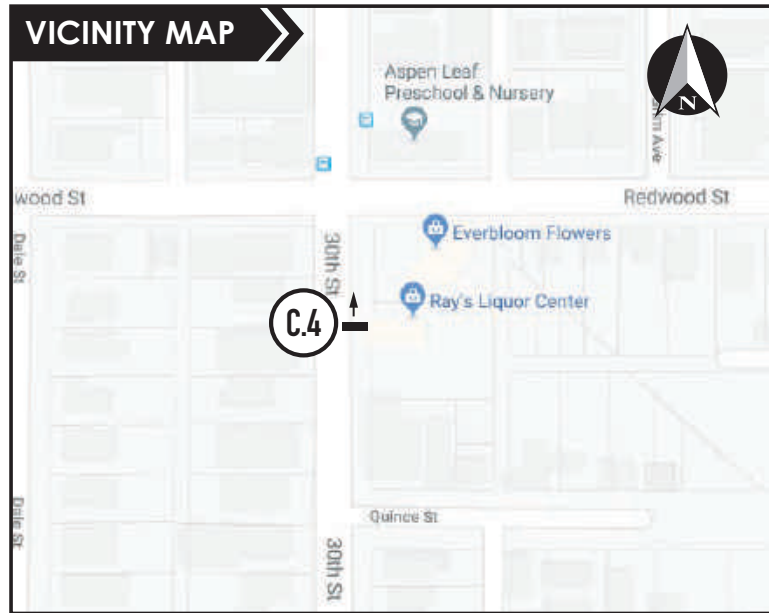 VICINITY MAP
Aspen Leaf
Preschool & Nursery
N
wood St
Redwood St
Dale St
30th St
Everbloom Flowers
Ray's Liquor Center
C.4
Quince St
Dale St
30th St